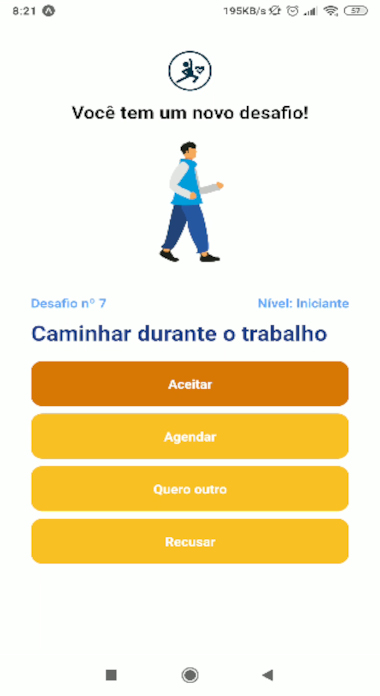 8:21
195KB/s
57
Você tem um novo desafio!
Desafio nº 7
Nível: Iniciante
Caminhar durante o trabalho
Aceitar
Agendar
Quero outro
Recusar